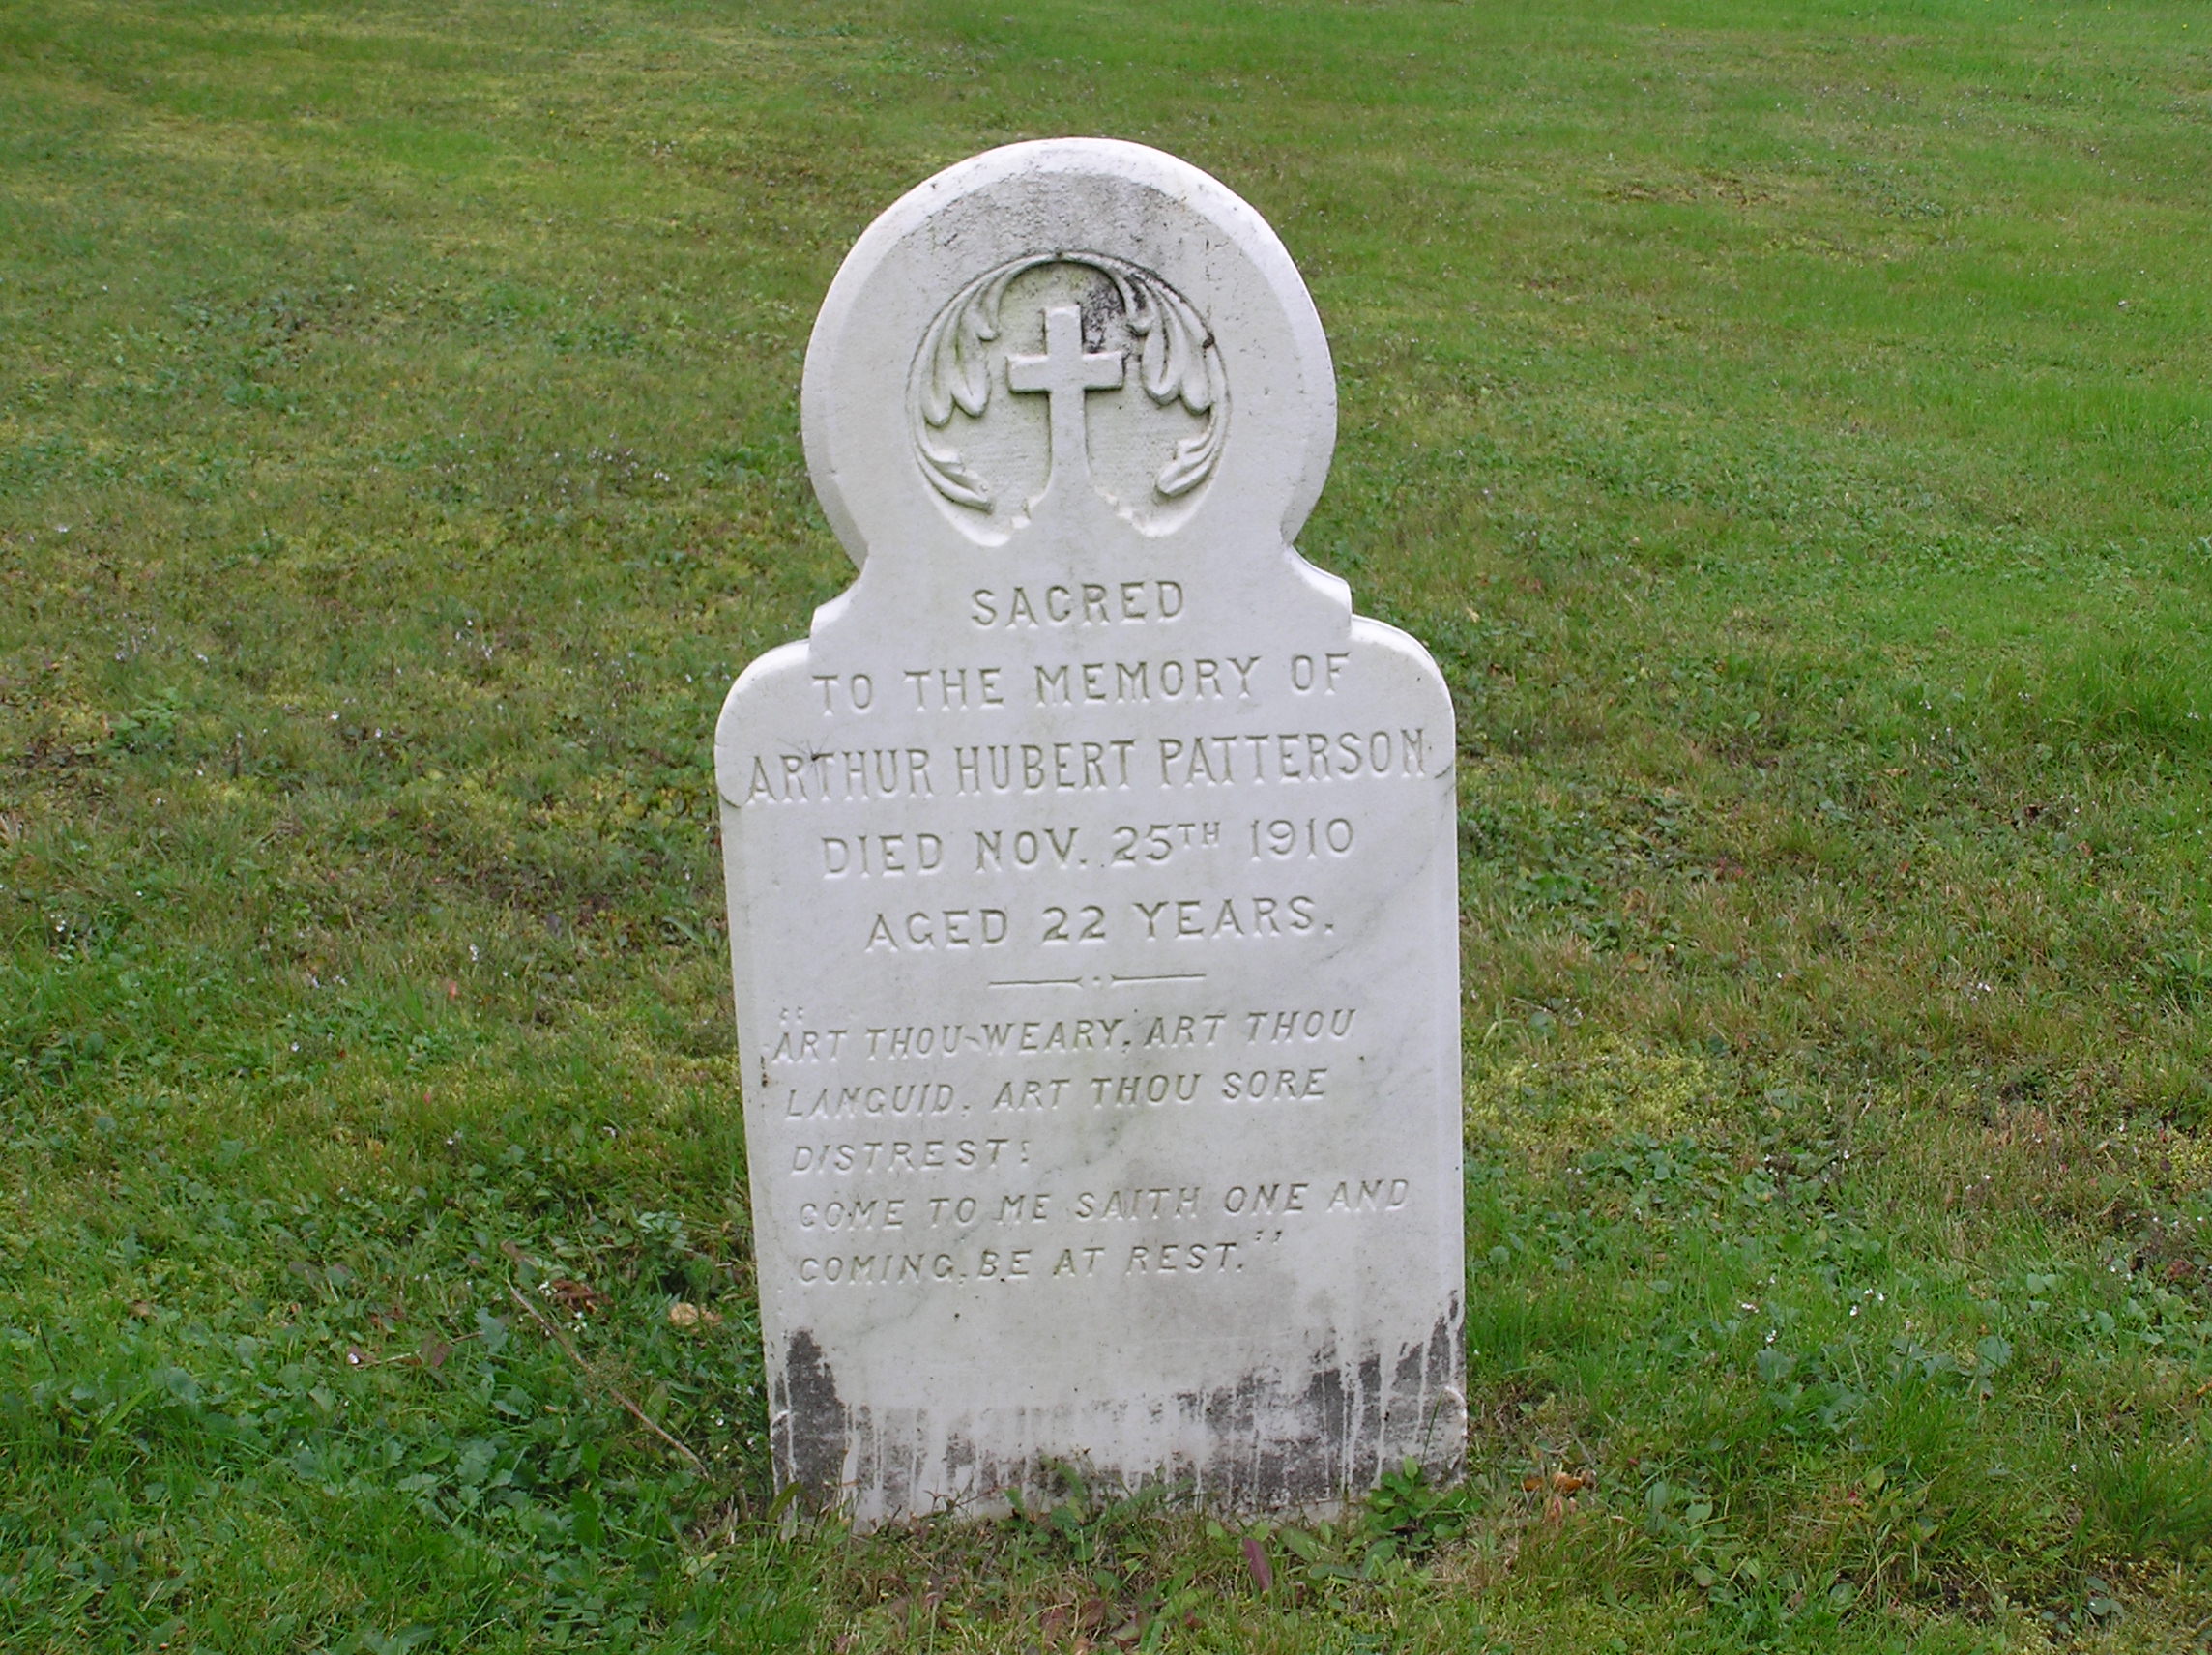 SACRED
TO THE MEMORY OF
ARTHUR HUBERT PATTERSON
DIED NOV. 25TH 1910
AGED 22 YEARS.
"ART THOU WEARY, ART THOU
LANGUID, ART THOU SORE
DISTREST!
COME TO ME SAITH ONE AND
COMING, BE AT REST."